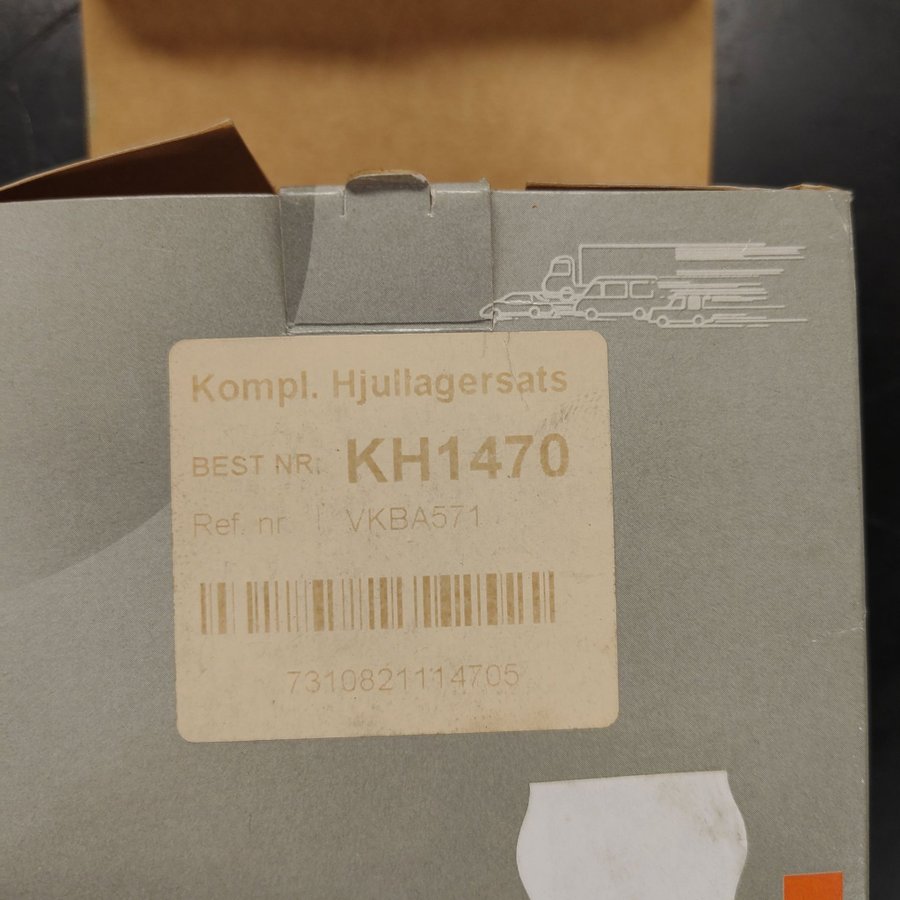 Kompl. Hjullagersats
BEST NR: KH1470
Ref. nr VKBA571
7310821114705